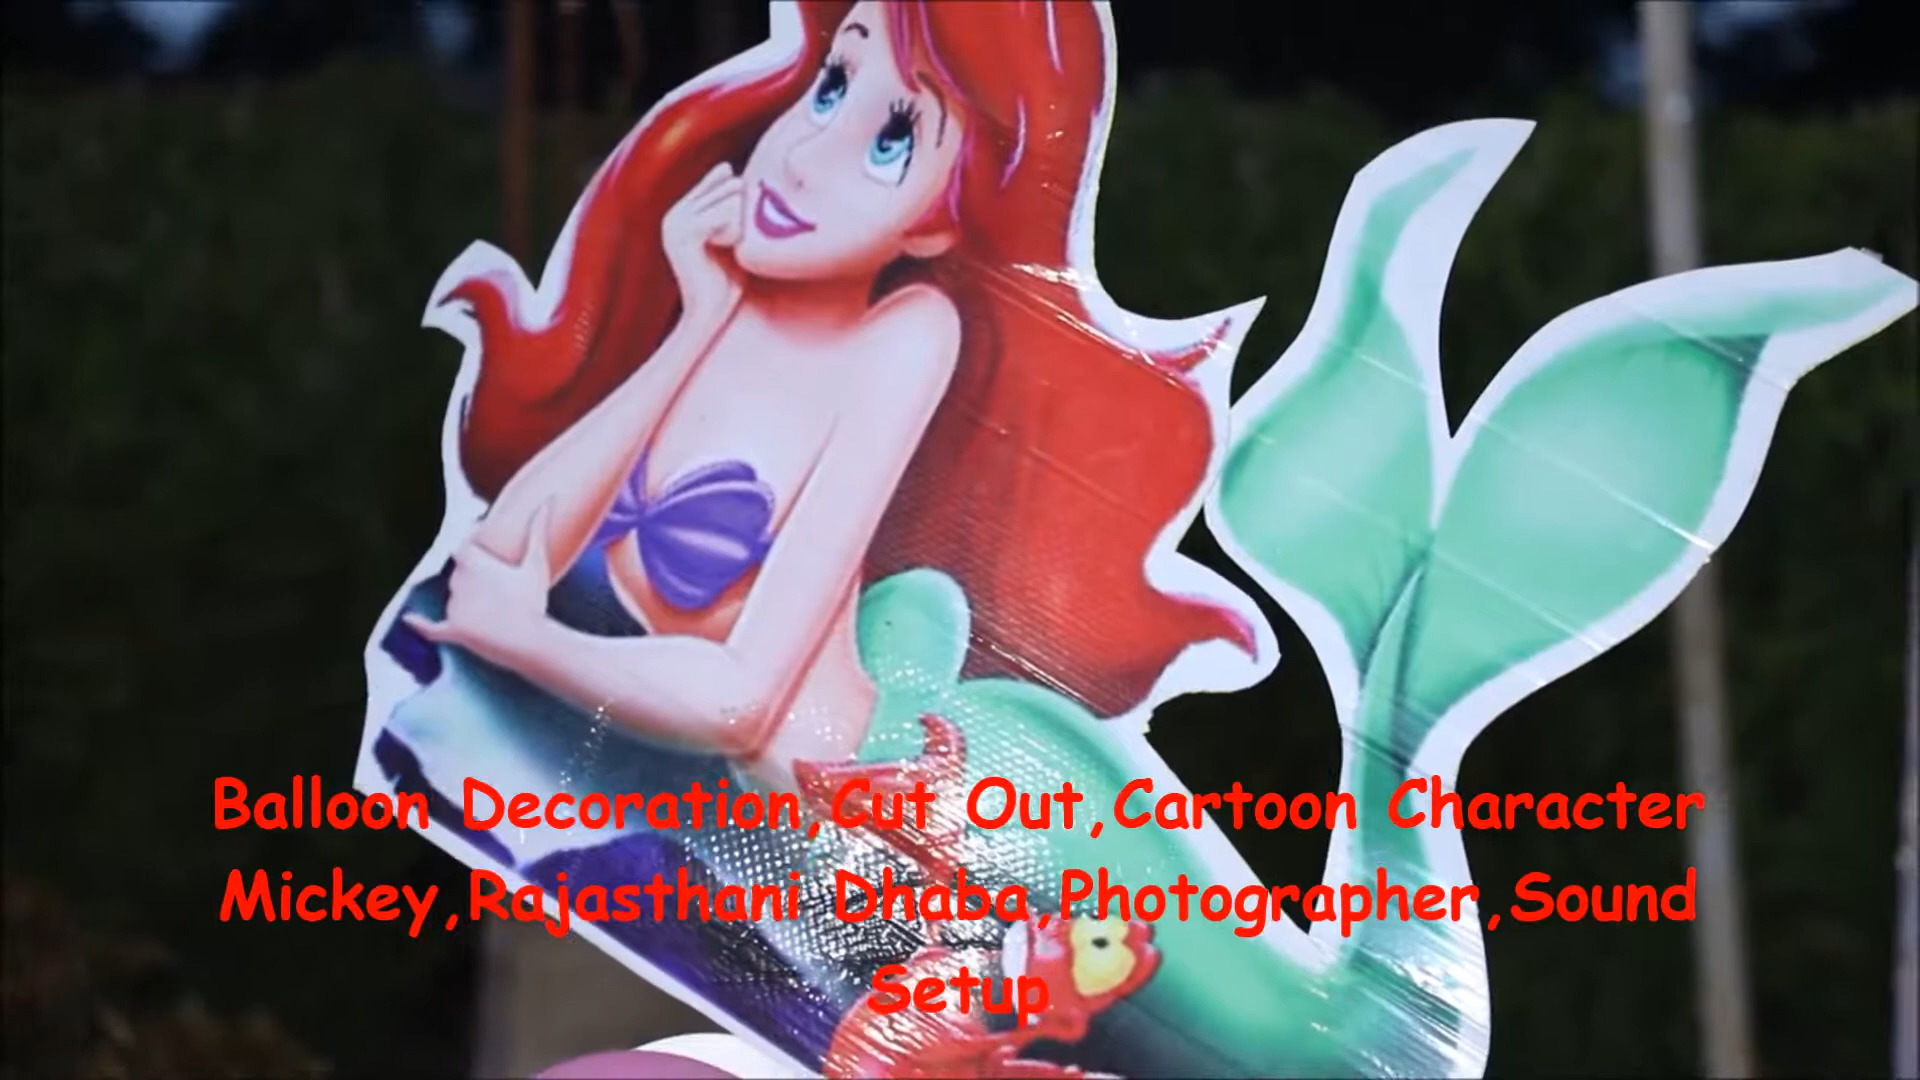 Balloon Decoration,Cut Out,Cartoon Character
Mickey,Rajasthani Dhaba,Photographer,Sound
Setup